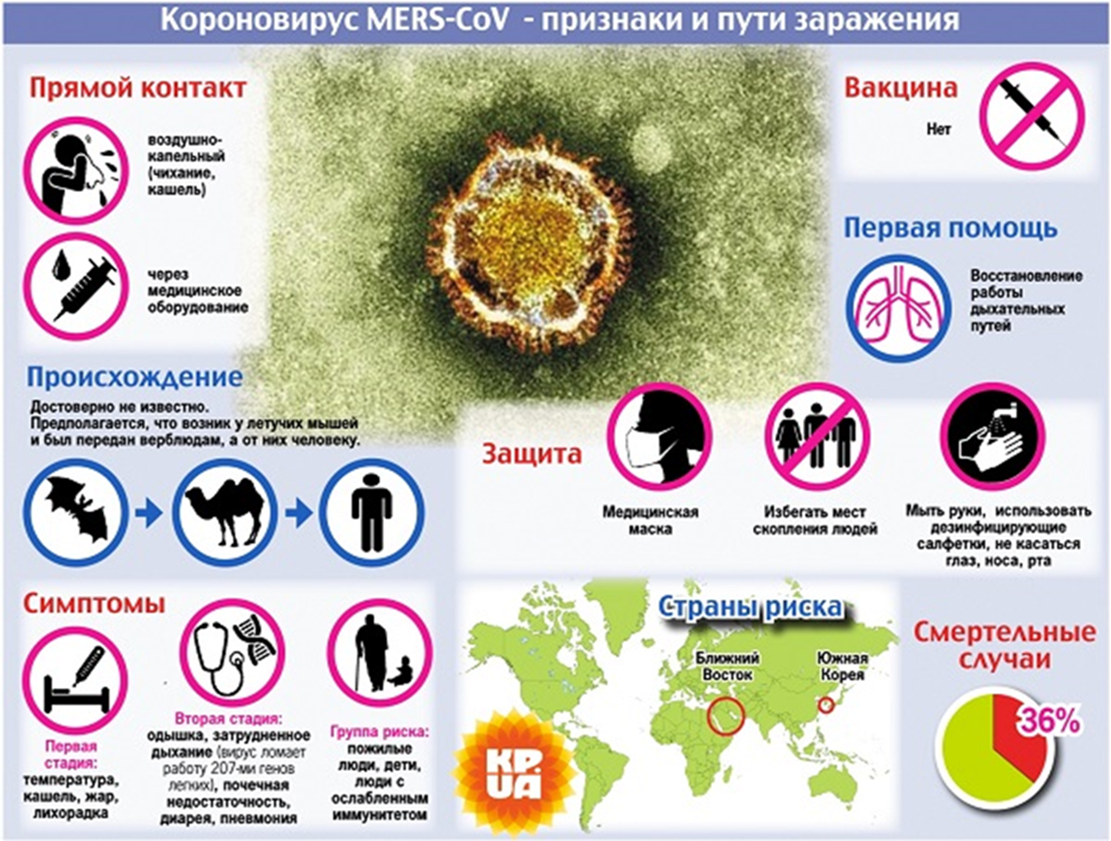 Короновирус MERS-CoV - признаки и пути заражения
Прямой контакт
воздушно-
капельный
(чихание,
кашель)
через
медицинское
оборудование
Вакцина
Нет
Первая помощь
Восстановление
работы
дыхательных
путей
Происхождение
Достоверно не известно.
Предполагается, что возник у летучих мышей
и был передан верблюдам, а от них человеку.
Защита
Медицинская
маска
Избегать мест
скопления людей
Мыть руки, использовать
дезинфицирующие
салфетки, не касаться
глаз, носа, рта
Симптомы
Первая
стадия:
температура,
кашель, жар,
лихорадка
Вторая стадия:
одышка, затрудненное
дыхание (вирус ломает
работу 207-ми генов
легких), почечная
недостаточность,
диарея, пневмония
Группа риска:
пожилые
люди, дети,
люди с
ослабленным
иммунитетом
Страны риска
Ближний
Восток
Южная
Корея
KP.
UA
Смертельные
случаи
36%